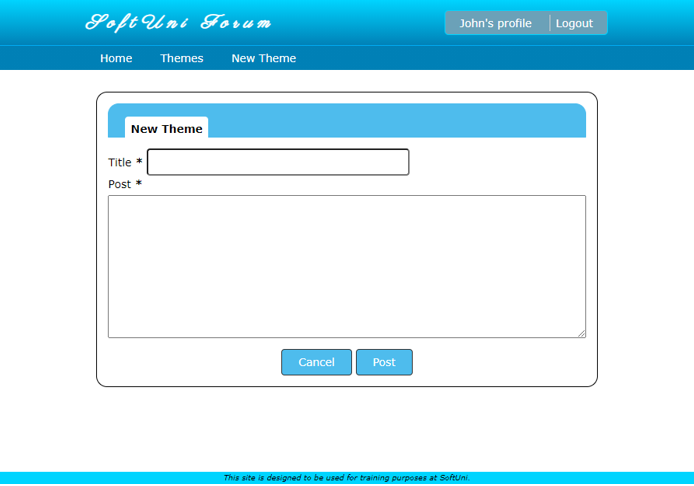 SoftUni Forum
John's profile Logout
Home Themes New Theme
New Theme
Title *
Post *
Cancel Post
This site is designed to be used for training purposes at SoftUni.